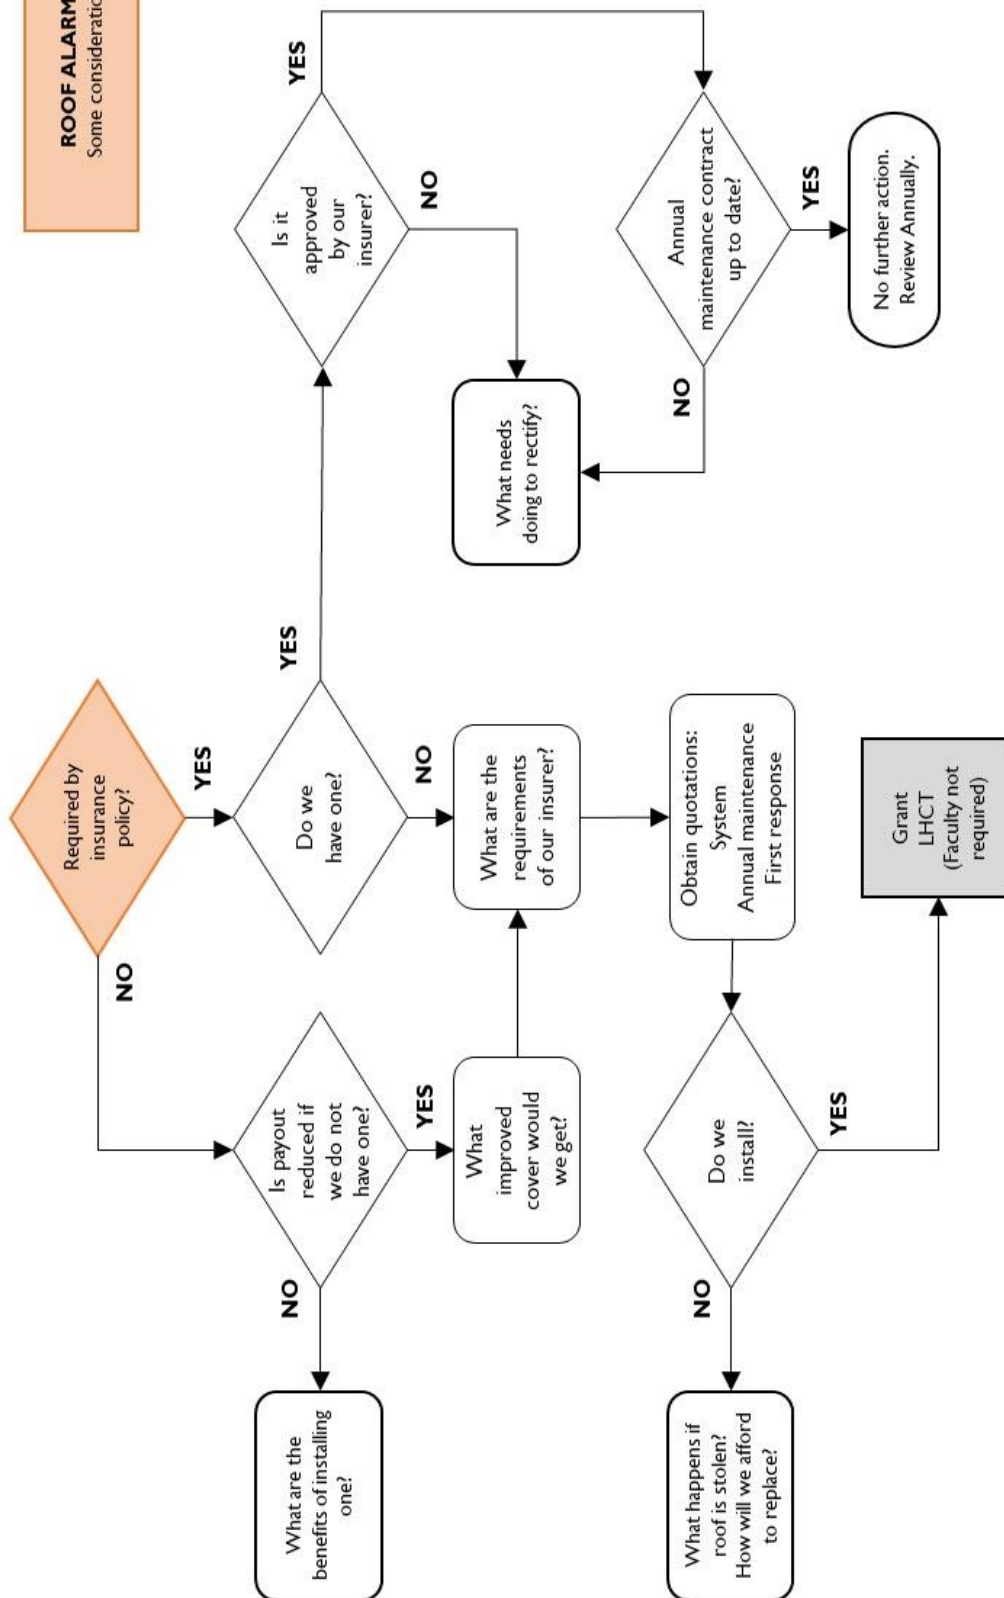 ROOF ALARM
Some consideratio
Required by
insurance
policy?
YES
NO
Do we
have one?
YES
NO
Is it
approved
by our
insurer?
YES
NO
Is payout
reduced if
we do not
have one?
NO
YES
What are the
benefits of installing
one?
What
improved
cover would
we get?
What are the
requirements
of our insurer?
What needs
doing to rectify?
Annual
maintenance contract
up to date?
NO
YES
No further action.
Review Annually.
Obtain quotations:
System
Annual maintenance
First response
Do we
install?
NO
YES
What happens if
roof is stolen?
How will we afford
to replace?
Grant
LHCT
(Faculty not
required)